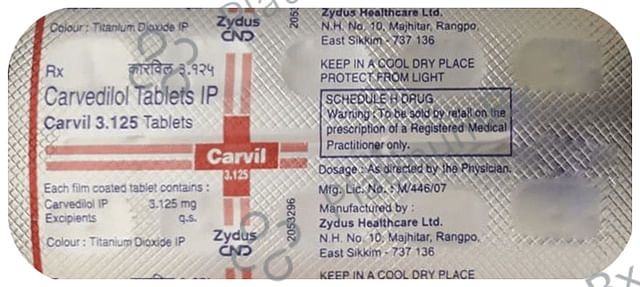 Colour : Titanium Dioxide IP
Zydus
CND
Rx कारविल ३.१२५
Carvedilol Tablets IP
Carvil 3.125 Tablets
Carvil
3.125
Each film coated tablet contains :
Carvedilol IP 3.125 mg
Excipients q.s.
Colour : Titanium Dioxide IP
Zydus
CND
2053296
Zydus Healthcare Ltd.
N.H. No. 10, Majhitar, Rangpo,
East Sikkim - 737 136
KEEP IN A COOL DRY PLACE
PROTECT FROM LIGHT
SCHEDULE H DRUG
Warning : To be sold by retail on the
prescription of a Registered Medical
Practitioner only.
Dosage : As directed by the Physician.
Mfg. Lic. No. : M/446/07
Manufactured by :
Zydus Healthcare Ltd.
N.H. No. 10, Majhitar, Rangpo,
East Sikkim - 737 136
KEEP IN A COOL DRY PLACE